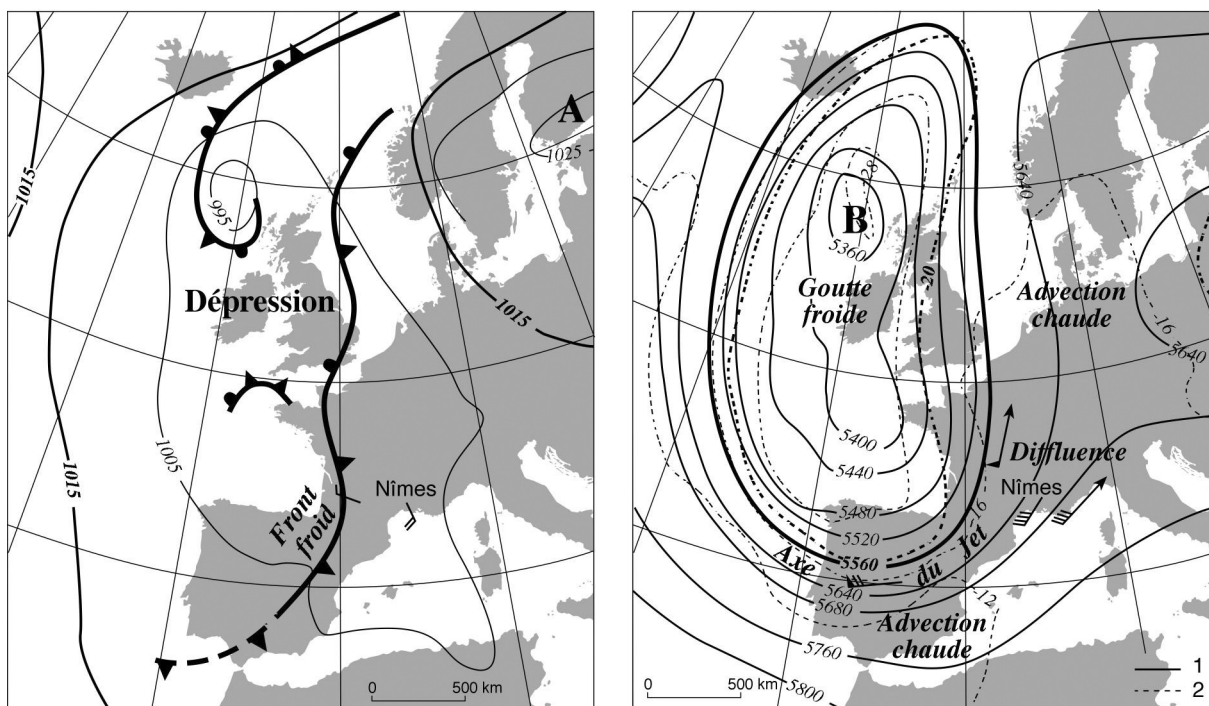 A
1025
1015
995
Dépression
1015
1005
1015
Nîmes
Front
froid
0 500 km
5640
-28
B
5360
Goutte
froide
-20
Advection
chaude
-16
5640
5400
5440
Diffluence
Nîmes
5480
-16
5520
Axe
5560
du
Jet
5640
5680
-12
Advection
chaude
5760
5800
0 500 km
1
2